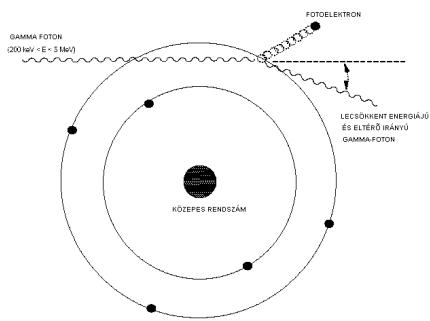 FOTOELEKTRON
GAMMA FOTON
(200 keV < E < 5 MeV)
LECSÖKKENT ENERGIÁJÚ
ÉS ELTÉRŐ IRÁNYÚ
GAMMA-FOTON
KÖZEPES RENDSZÁM